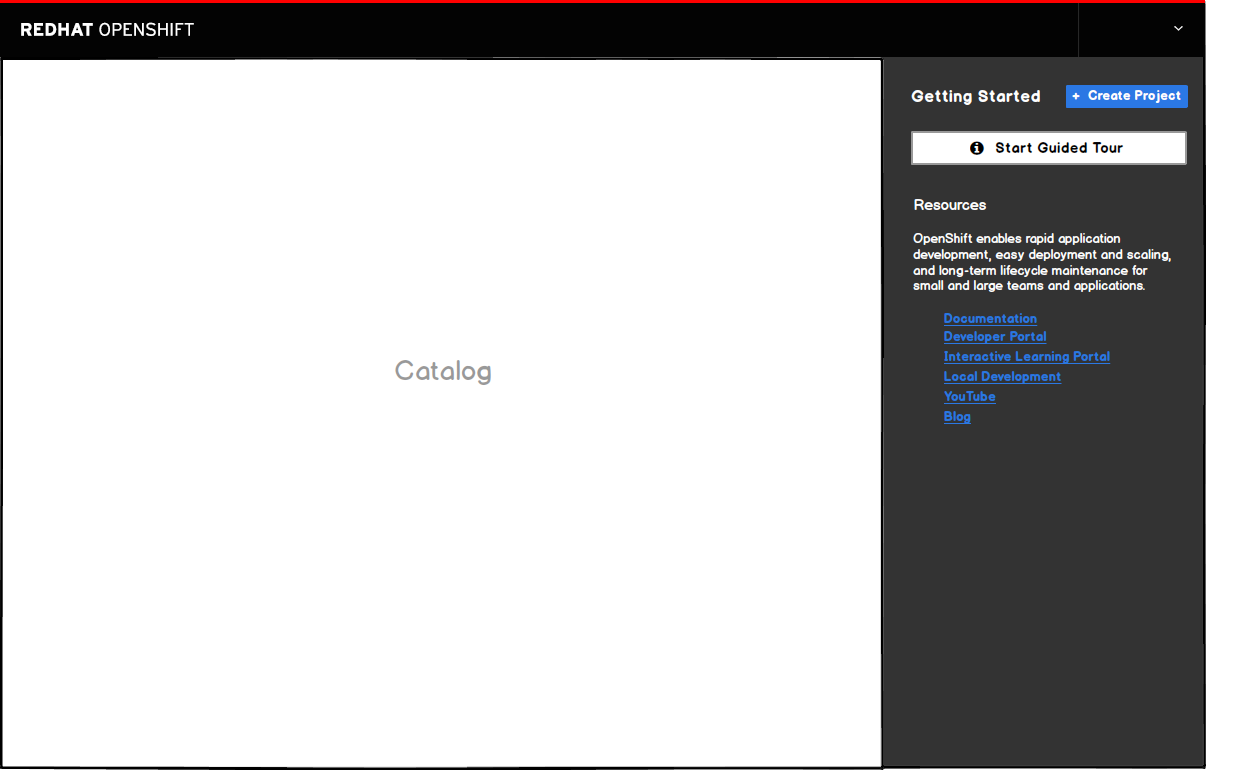 REDHAT OPENSHIFT
Getting Started
+ Create Project
Start Guided Tour
Resources
OpenShift enables rapid application
development, easy deployment and scaling,
and long-term lifecycle maintenance for
small and large teams and applications.
Documentation
Developer Portal
Interactive Learning Portal
Local Development
YouTube
Blog
Catalog